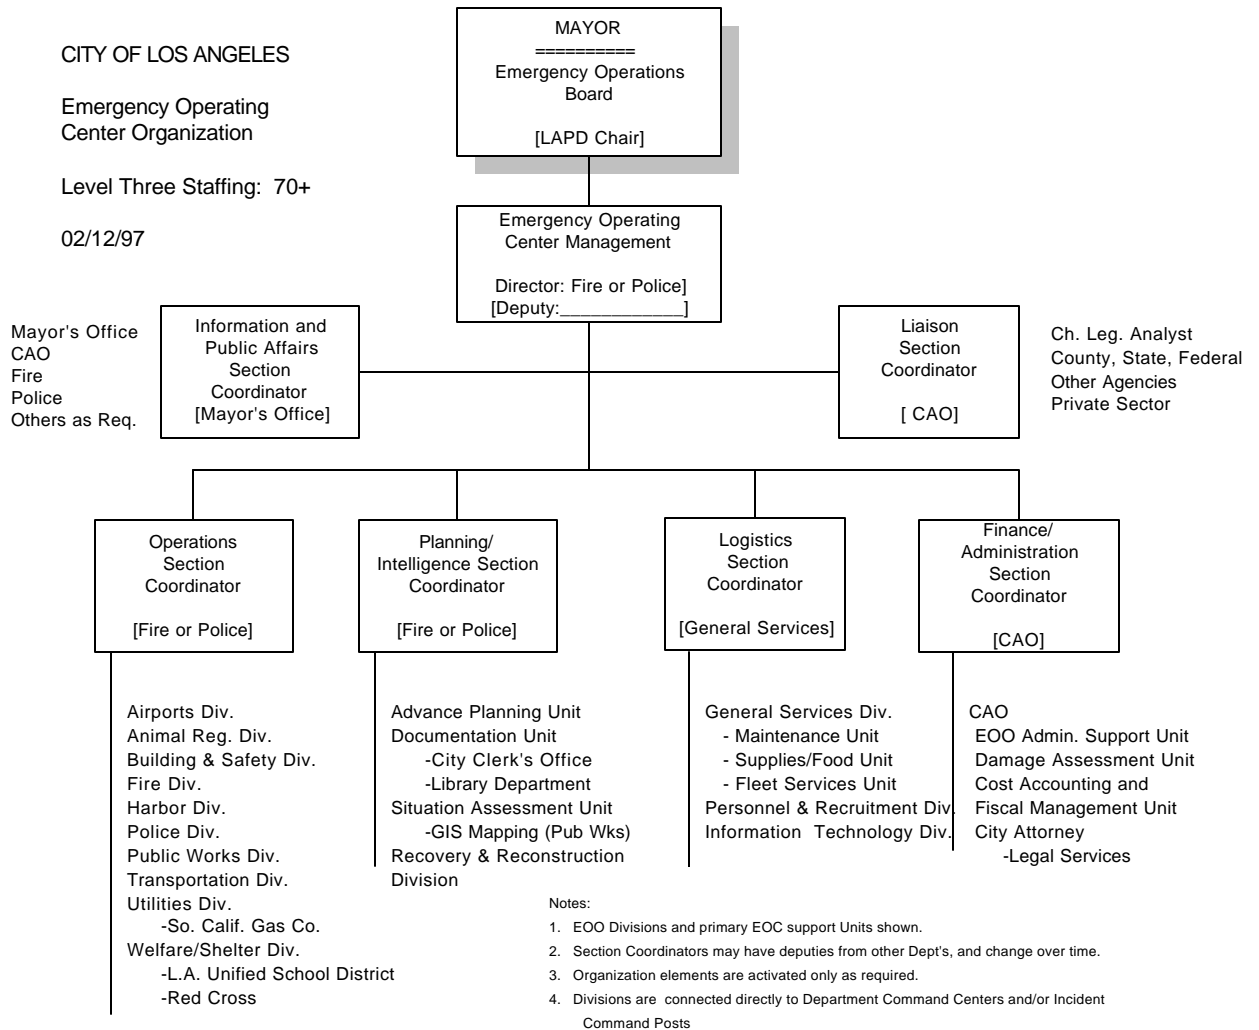 CITY OF LOS ANGELES
Emergency Operating
Center Organization
Level Three Staffing: 70+
02/12/97
MAYOR
==========
Emergency Operations
Board
[LAPD Chair]
Emergency Operating
Center Management
Director: Fire or Police]
[Deputy:____________]
Mayor's Office
CAO
Fire
Police
Others as Req.
Information and
Public Affairs
Section
Coordinator
[Mayor's Office]
Liaison
Section
Coordinator
[ CAO]
Ch. Leg. Analyst
County, State, Federal
Other Agencies
Private Sector
Operations
Section
Coordinator
[Fire or Police]
Planning/
Intelligence Section
Coordinator
[Fire or Police]
Logistics
Section
Coordinator
[General Services]
Finance/
Administration
Section
Coordinator
[CAO]
Airports Div.
Animal Reg. Div.
Building & Safety Div.
Fire Div.
Harbor Div.
Police Div.
Public Works Div.
Transportation Div.
Utilities Div.
-So. Calif. Gas Co.
Welfare/Shelter Div.
-L.A. Unified School District
-Red Cross
Advance Planning Unit
Documentation Unit
-City Clerk's Office
-Library Department
Situation Assessment Unit
-GIS Mapping (Pub Wks)
Recovery & Reconstruction
Division
General Services Div.
- Maintenance Unit
- Supplies/Food Unit
- Fleet Services Unit
Personnel & Recruitment Div.
Information Technology Div.
CAO
EOO Admin. Support Unit
Damage Assessment Unit
Cost Accounting and
Fiscal Management Unit
City Attorney
-Legal Services
Notes:
1. EOO Divisions and primary EOC support Units shown.
2. Section Coordinators may have deputies from other Dept's, and change over time.
3. Organization elements are activated only as required.
4. Divisions are connected directly to Department Command Centers and/or Incident
Command Posts